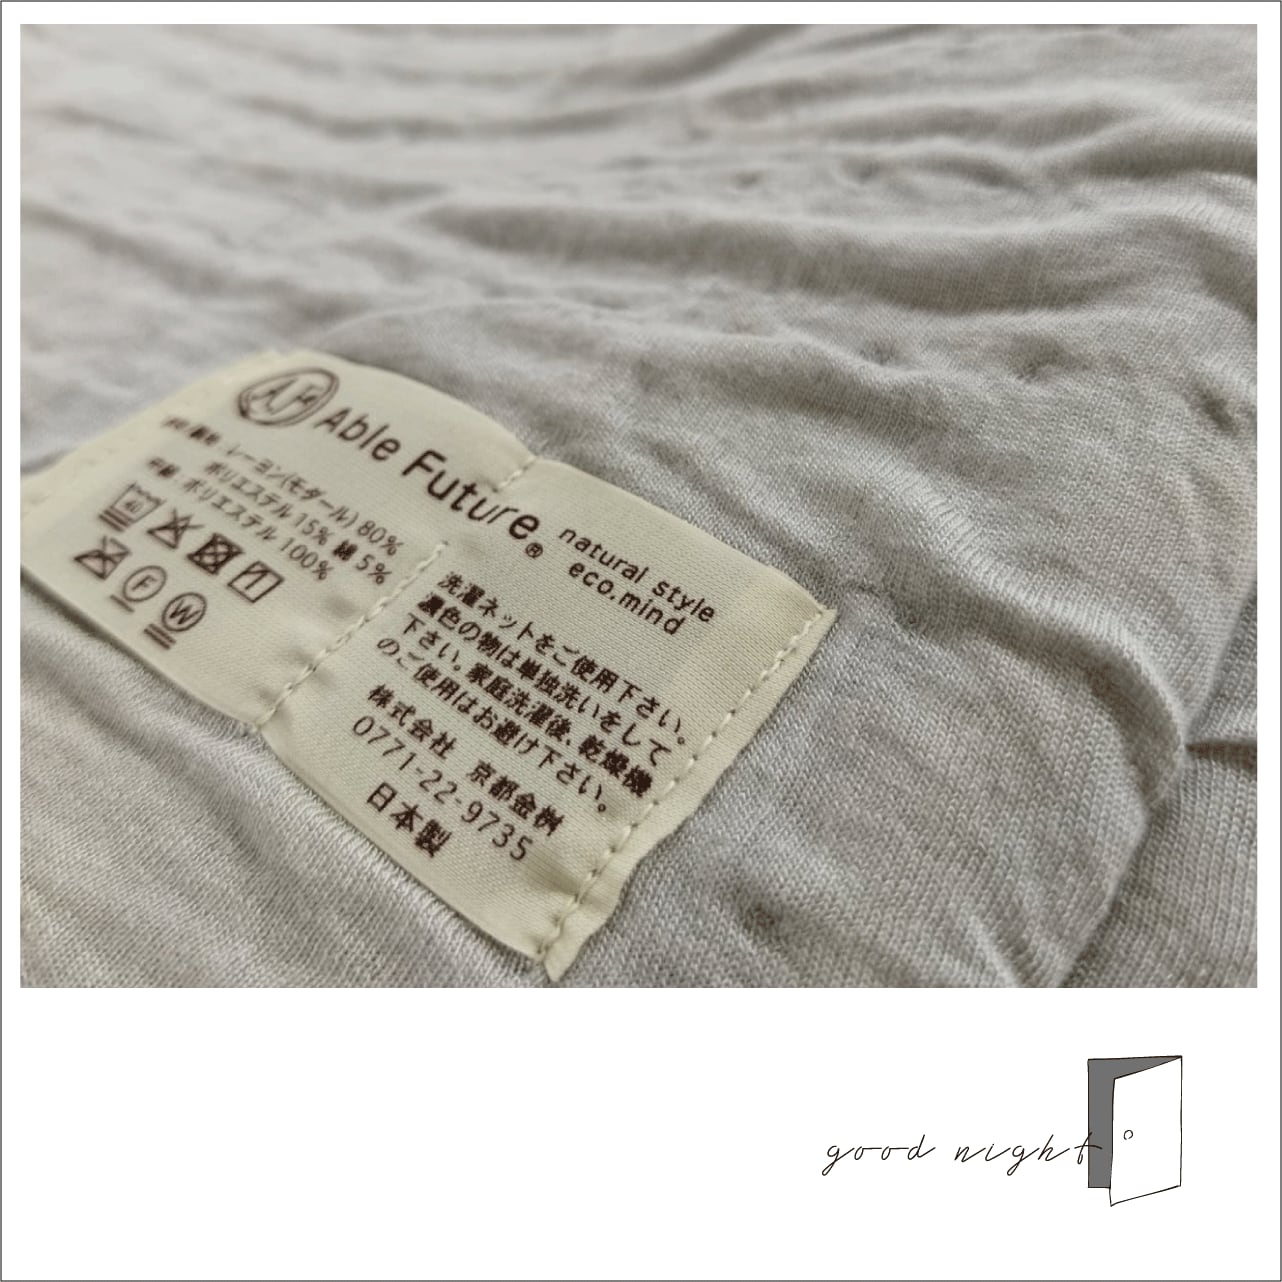 AF
Able Future®
natural style
eco.mind
レーヨン(モダール) 80%
ポリエステル 15% 綿 5%
中綿:ポリエステル 100%
40
F
W
洗濯ネットをご使用下さい。
濃色の物は単独洗いをして
下さい。家庭洗濯後、乾燥機
のご使用はお避け下さい。
株式会社 京都金桝
0771-22-9735
日本製
good night